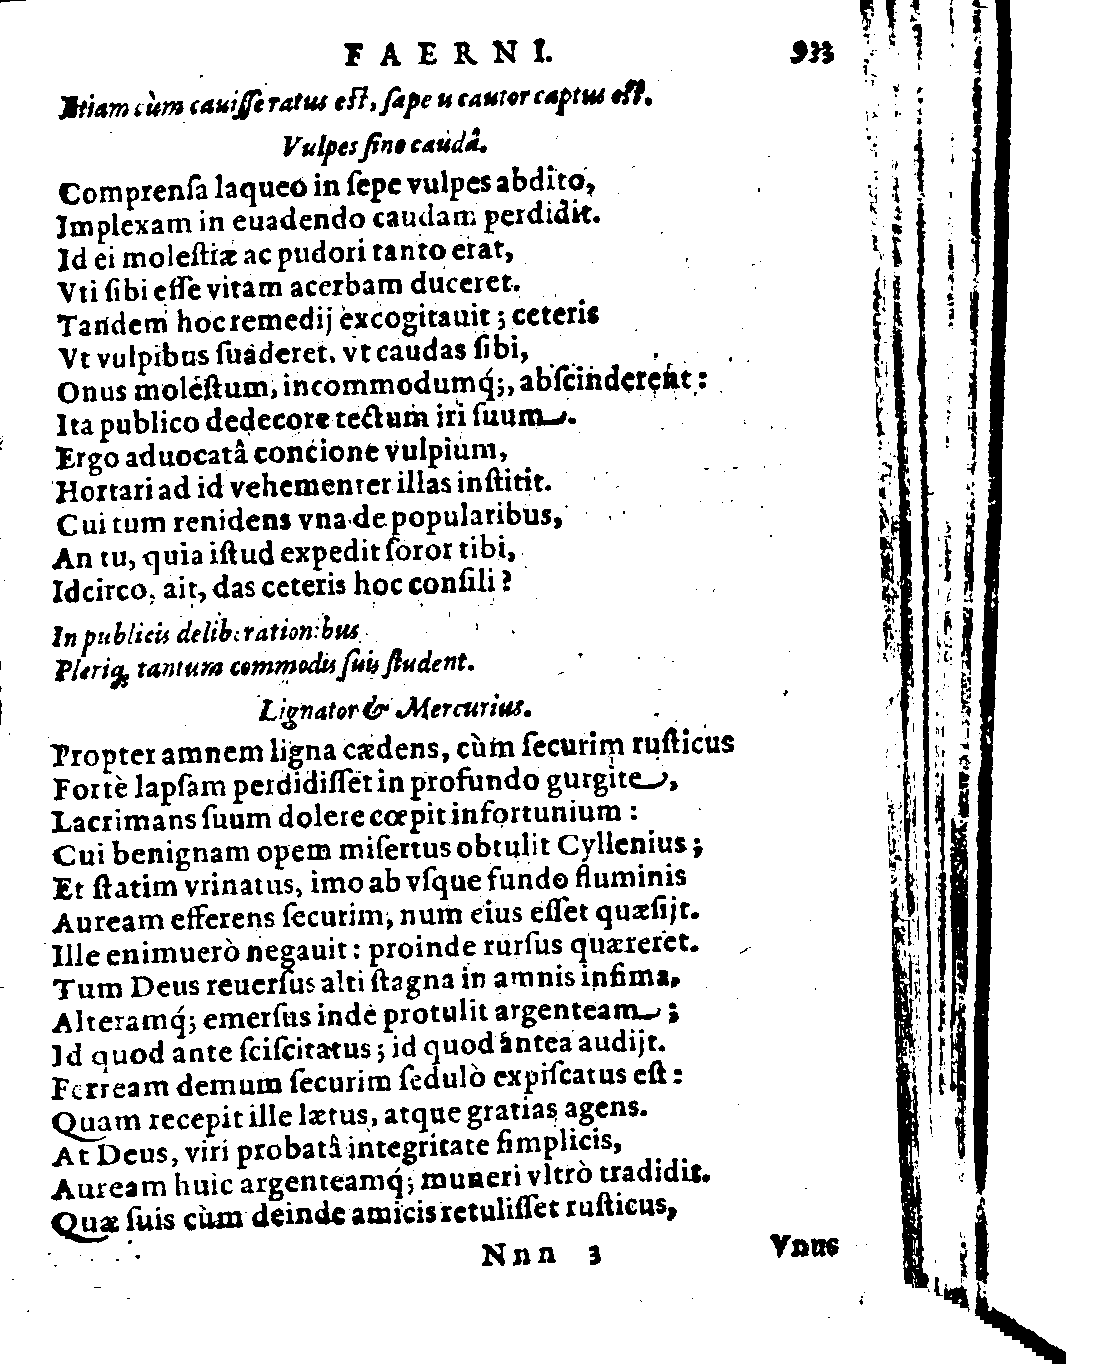 FAERNI. 933
Etiam cùm cauisse ratus est, sæpe ut cautor captus est.
Vulpes sine caudâ.
Comprenſa laqueo in ſepe vulpes abdito,
Implexam in euadendo caudam perdidit.
Id ei moleſtiæ ac pudori tanto erat,
Vti ſibi eſſe vitam acerbam duceret.
Tandem hoc remedij excogitauit; ceteris
Vt vulpibus ſuaderet, vt caudas ſibi,
Onus moleſtum, incommodumq́;, abſcinderent:
Ita publico dedecore tectum iri ſuum.
Ergo aduocatâ concione vulpium,
Hortari ad id vehementer illas inſtitit.
Cui tum renidens vna de popularibus,
An tu, quia iſtud expedit ſoror tibi,
Idcirco, ait, das ceteris hoc conſili?
In publicis deliberationibus
Pleriq; tantum commodis ſuis ſtudent.
Lignator & Mercurius.
Propter amnem ligna cædens, cùm ſecurim ruſticus
Fortè lapſam perdidiſſet in profundo gurgite,
Lacrimans ſuum dolere cœpit infortunium:
Cui benignam opem miſertus obtulit Cyllenius;
Et ſtatim vrinatus, imo ab vſque fundo fluminis
Auream efferens ſecurim, num eius eſſet quæſijt.
Ille enimuerò negauit: proinde rurſus quæreret.
Tum Deus reuerſus alti ſtagna in amnis infima,
Alteramq́; emerſus inde protulit argenteam;
Id quod ante ſciſcitatus; id quod antea audijt.
Ferream demum ſecurim ſedulò expiſcatus eſt:
Quam recepit ille lætus, atque gratias agens.
At Deus, viri probatâ integritate ſimplicis,
Auream huic argenteamq́; muneri vltrò tradidit.
Quæ ſuis cùm deinde amicis retuliſſet ruſticus,
Nnn 3 Vnus